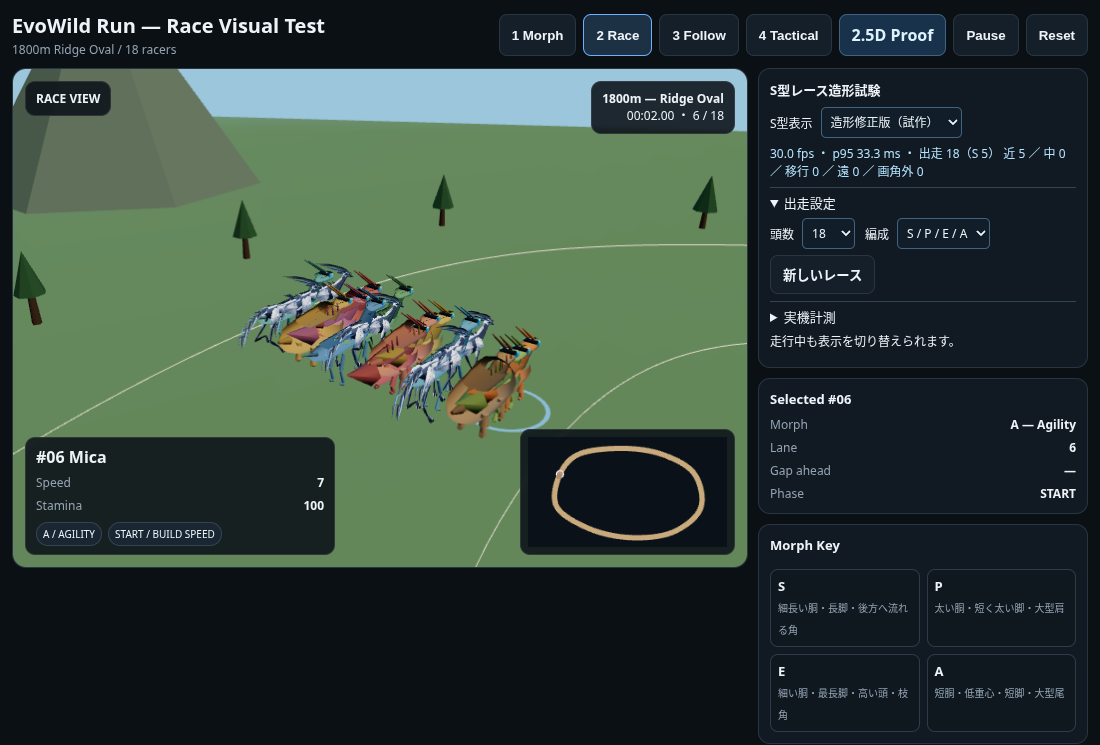 EvoWild Run — Race Visual Test
1800m Ridge Oval / 18 racers
1 Morph
2 Race
3 Follow
4 Tactical
2.5D Proof
Pause
Reset
RACE VIEW
1800m — Ridge Oval
00:02.00 ・ 6 / 18
#06 Mica
Speed 7
Stamina 100
A / AGILITY
START / BUILD SPEED
S型レース造形試験
S型表示 造形修正版（試作）
30.0 fps ・ p95 33.3 ms ・ 出走 18（S 5） 近 5 ／ 中 0
／ 移行 0 ／ 遠 0 ／ 画角外 0
▼ 出走設定
頭数 18 編成 S / P / E / A
新しいレース
▶ 実機計測
走行中も表示を切り替えられます。
Selected #06
Morph A — Agility
Lane 6
Gap ahead —
Phase START
Morph Key
S
細長い胴・長脚・後方へ流れ
る角
P
太い胴・短く太い脚・大型肩
E
細い胴・最長脚・高い頭・枝
角
A
短胴・低重心・短脚・大型尾